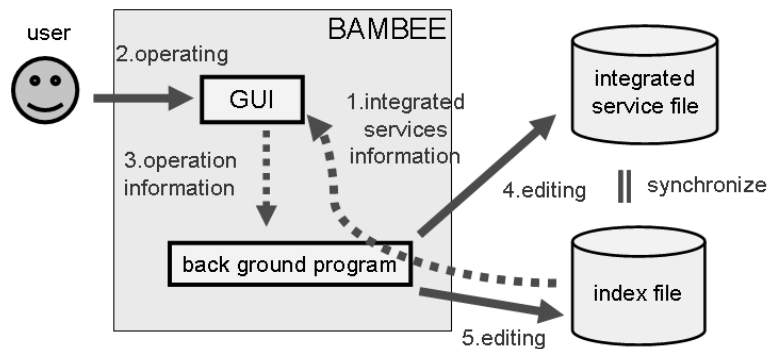 user
BAMBEE
2.operating
GUI
1.integrated
services
information
3.operation
information
back ground program
integrated
service file
4.editing
synchronize
index file
5.editing